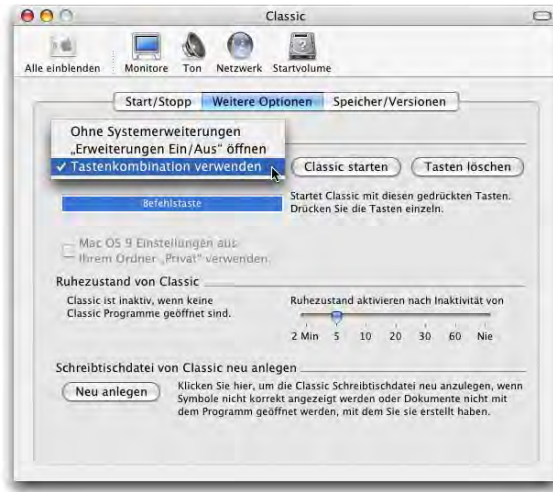 Classic
Alle einblenden Monitore Ton Netzwerk Startvolume
Start/Stopp Weitere Optionen Speicher/Versionen
Ohne Systemerweiterungen
„Erweiterungen Ein/Aus“ öffnen
✓ Tastenkombination verwenden
Classic starten Tasten löschen
Befehlstaste
Startet Classic mit diesen gedrückten Tasten.
Drücken Sie die Tasten einzeln.
Mac OS 9 Einstellungen aus
Ihrem Ordner „Privat“ verwenden.
Ruhezustand von Classic
Classic ist inaktiv, wenn keine
Classic Programme geöffnet sind.
Ruhezustand aktivieren nach Inaktivität von
2 Min 5 10 20 30 60 Nie
Schreibtischdatei von Classic neu anlegen
Neu anlegen
Klicken Sie hier, um die Classic Schreibtischdatei neu anzulegen, wenn
Symbole nicht korrekt angezeigt werden oder Dokumente nicht mit
dem Programm geöffnet werden, mit dem Sie sie erstellt haben.